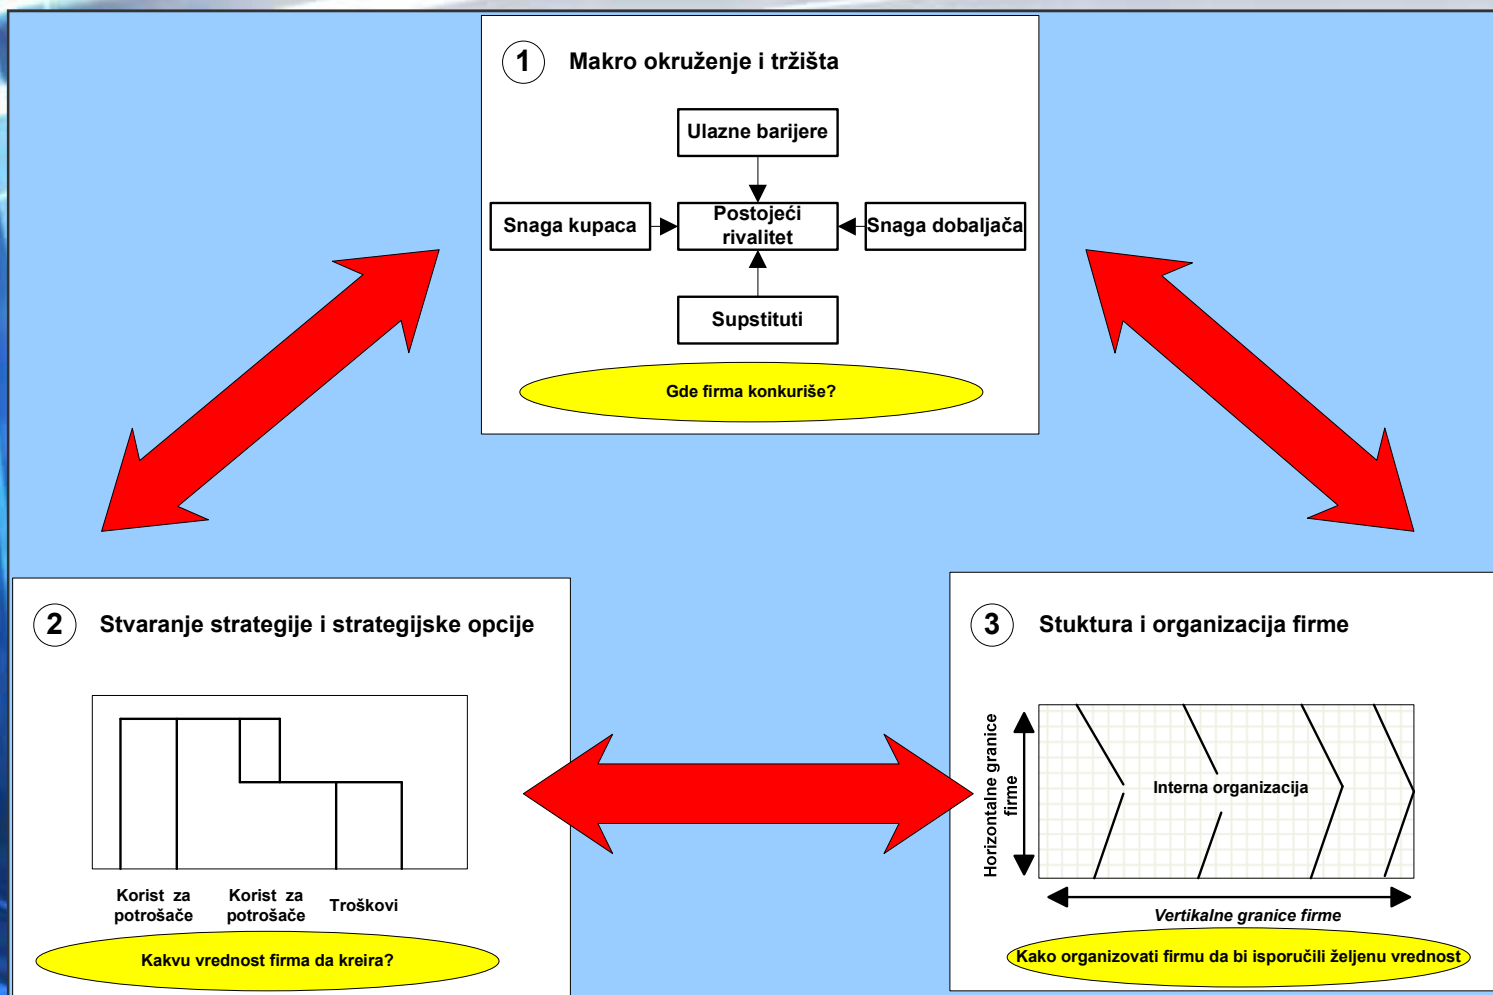 1 Makro okruženje i tržišta
Ulazne barijere
Snaga kupaca
Postojeći
rivalitet
Snaga dobaljača
Supstituti
Gde firma konkuriše?
2 Stvaranje strategije i strategijske opcije
Korist za
potrošače
Korist za
potrošače
Troškovi
Kakvu vrednost firma da kreira?
3 Stuktura i organizacija firme
Horizontalne granice
firme
Interna organizacija
Vertikalne granice firme
Kako organizovati firmu da bi isporučili željenu vrednost